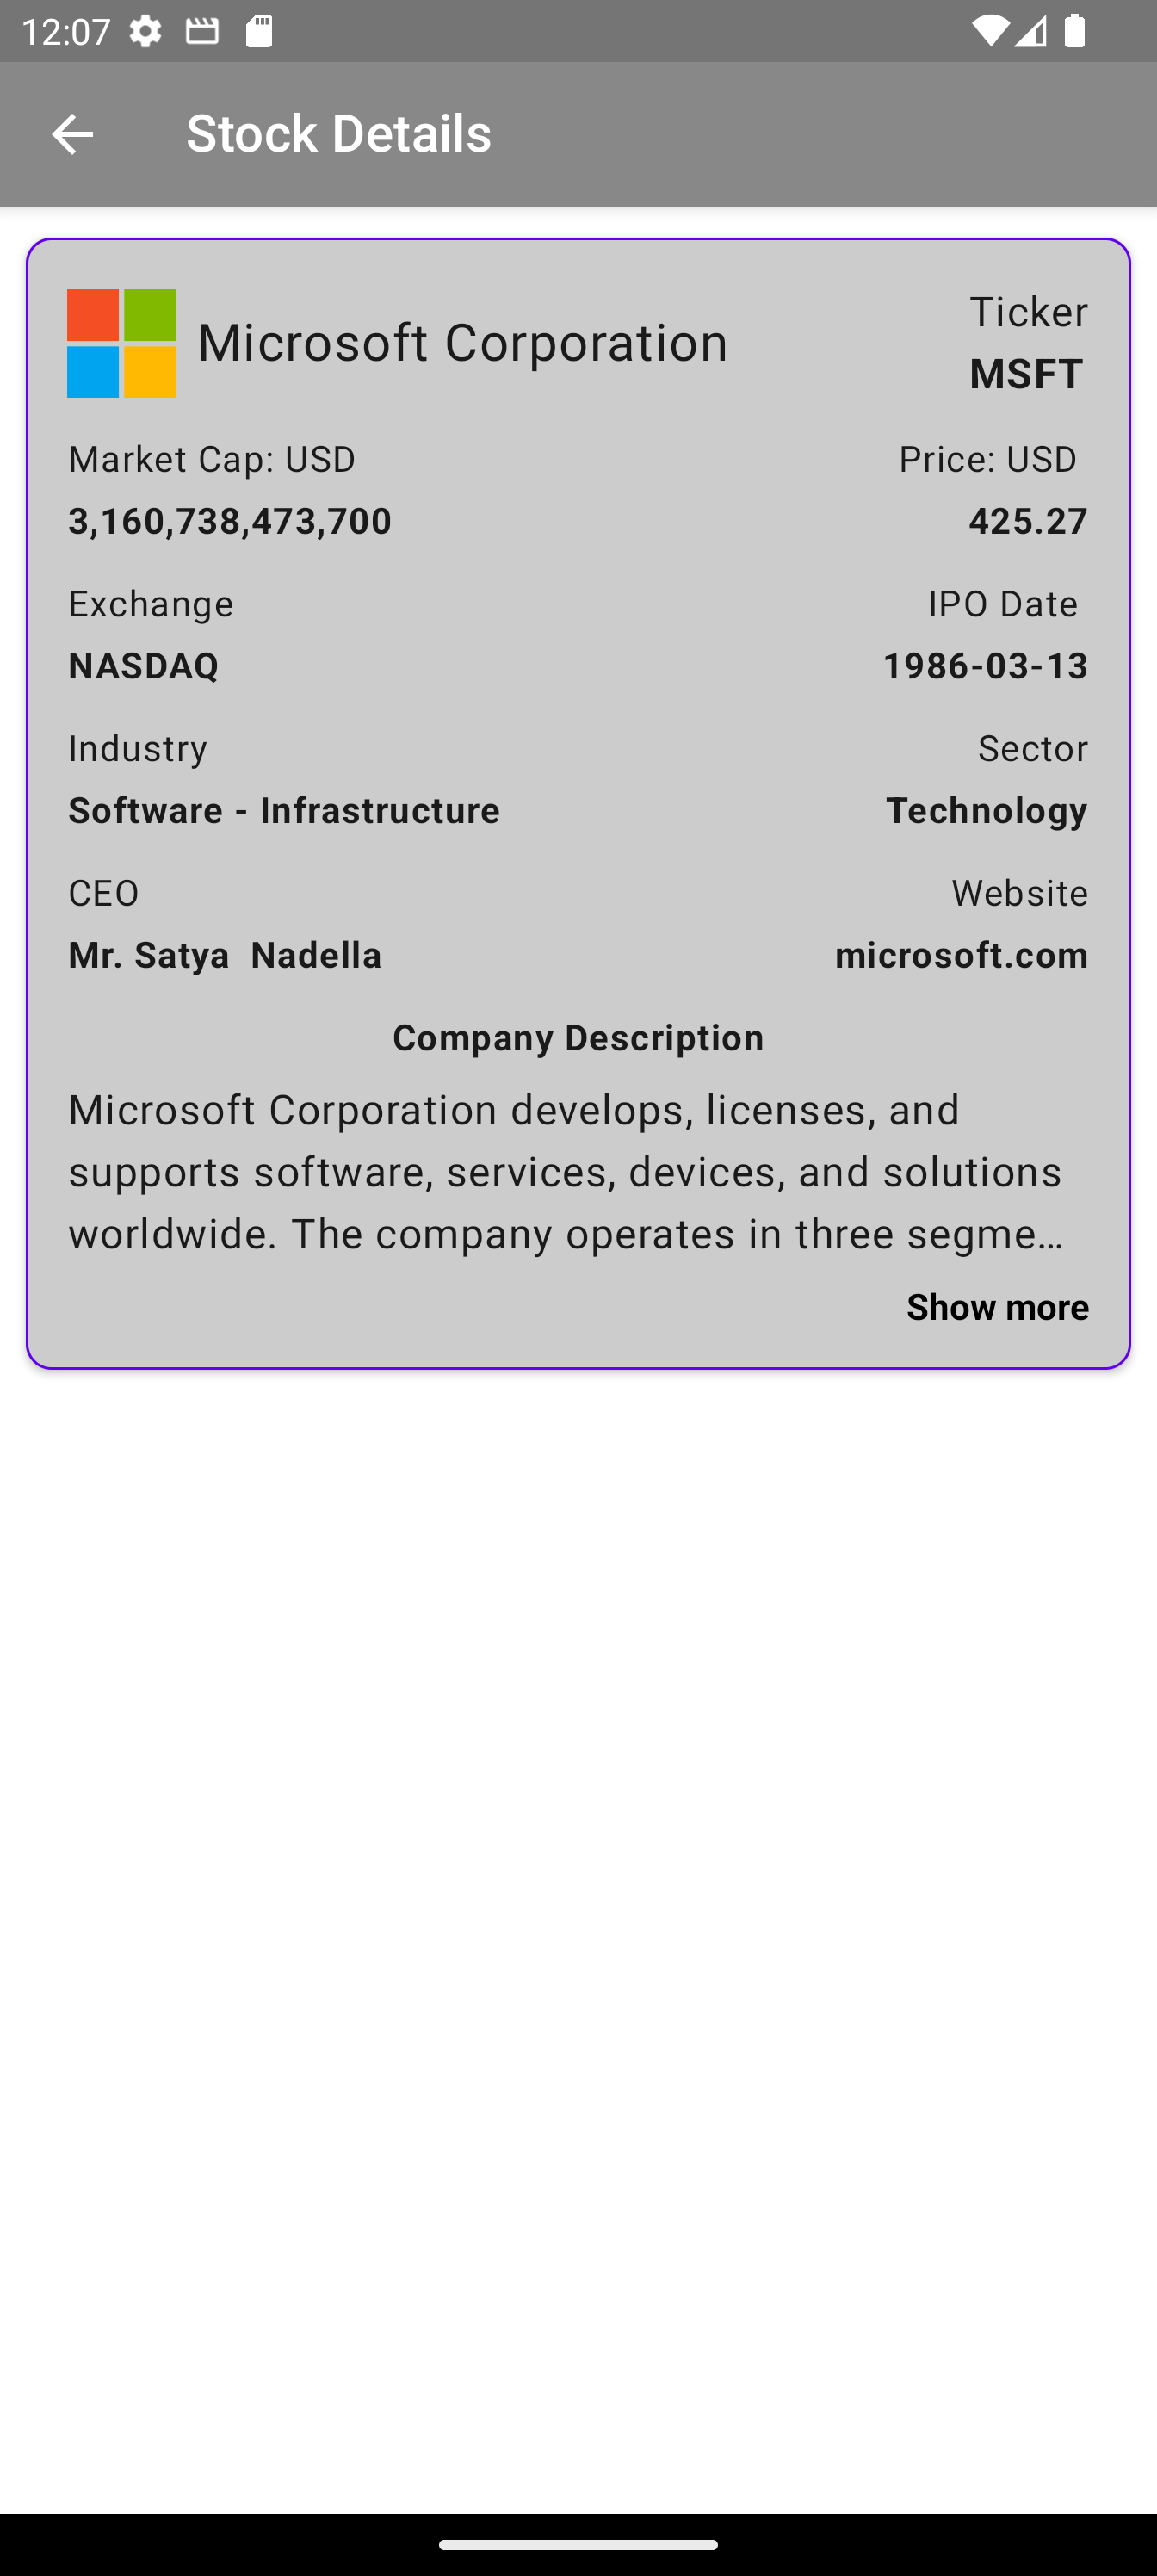 12:07
Stock Details
Microsoft Corporation
Ticker
MSFT
Market Cap: USD
Price: USD
3,160,738,473,700
425.27
Exchange
IPO Date
NASDAQ
1986-03-13
Industry
Sector
Software - Infrastructure
Technology
CEO
Website
Mr. Satya  Nadella
microsoft.com
Company Description
Microsoft Corporation develops, licenses, and
supports software, services, devices, and solutions
worldwide. The company operates in three segme…
Show more